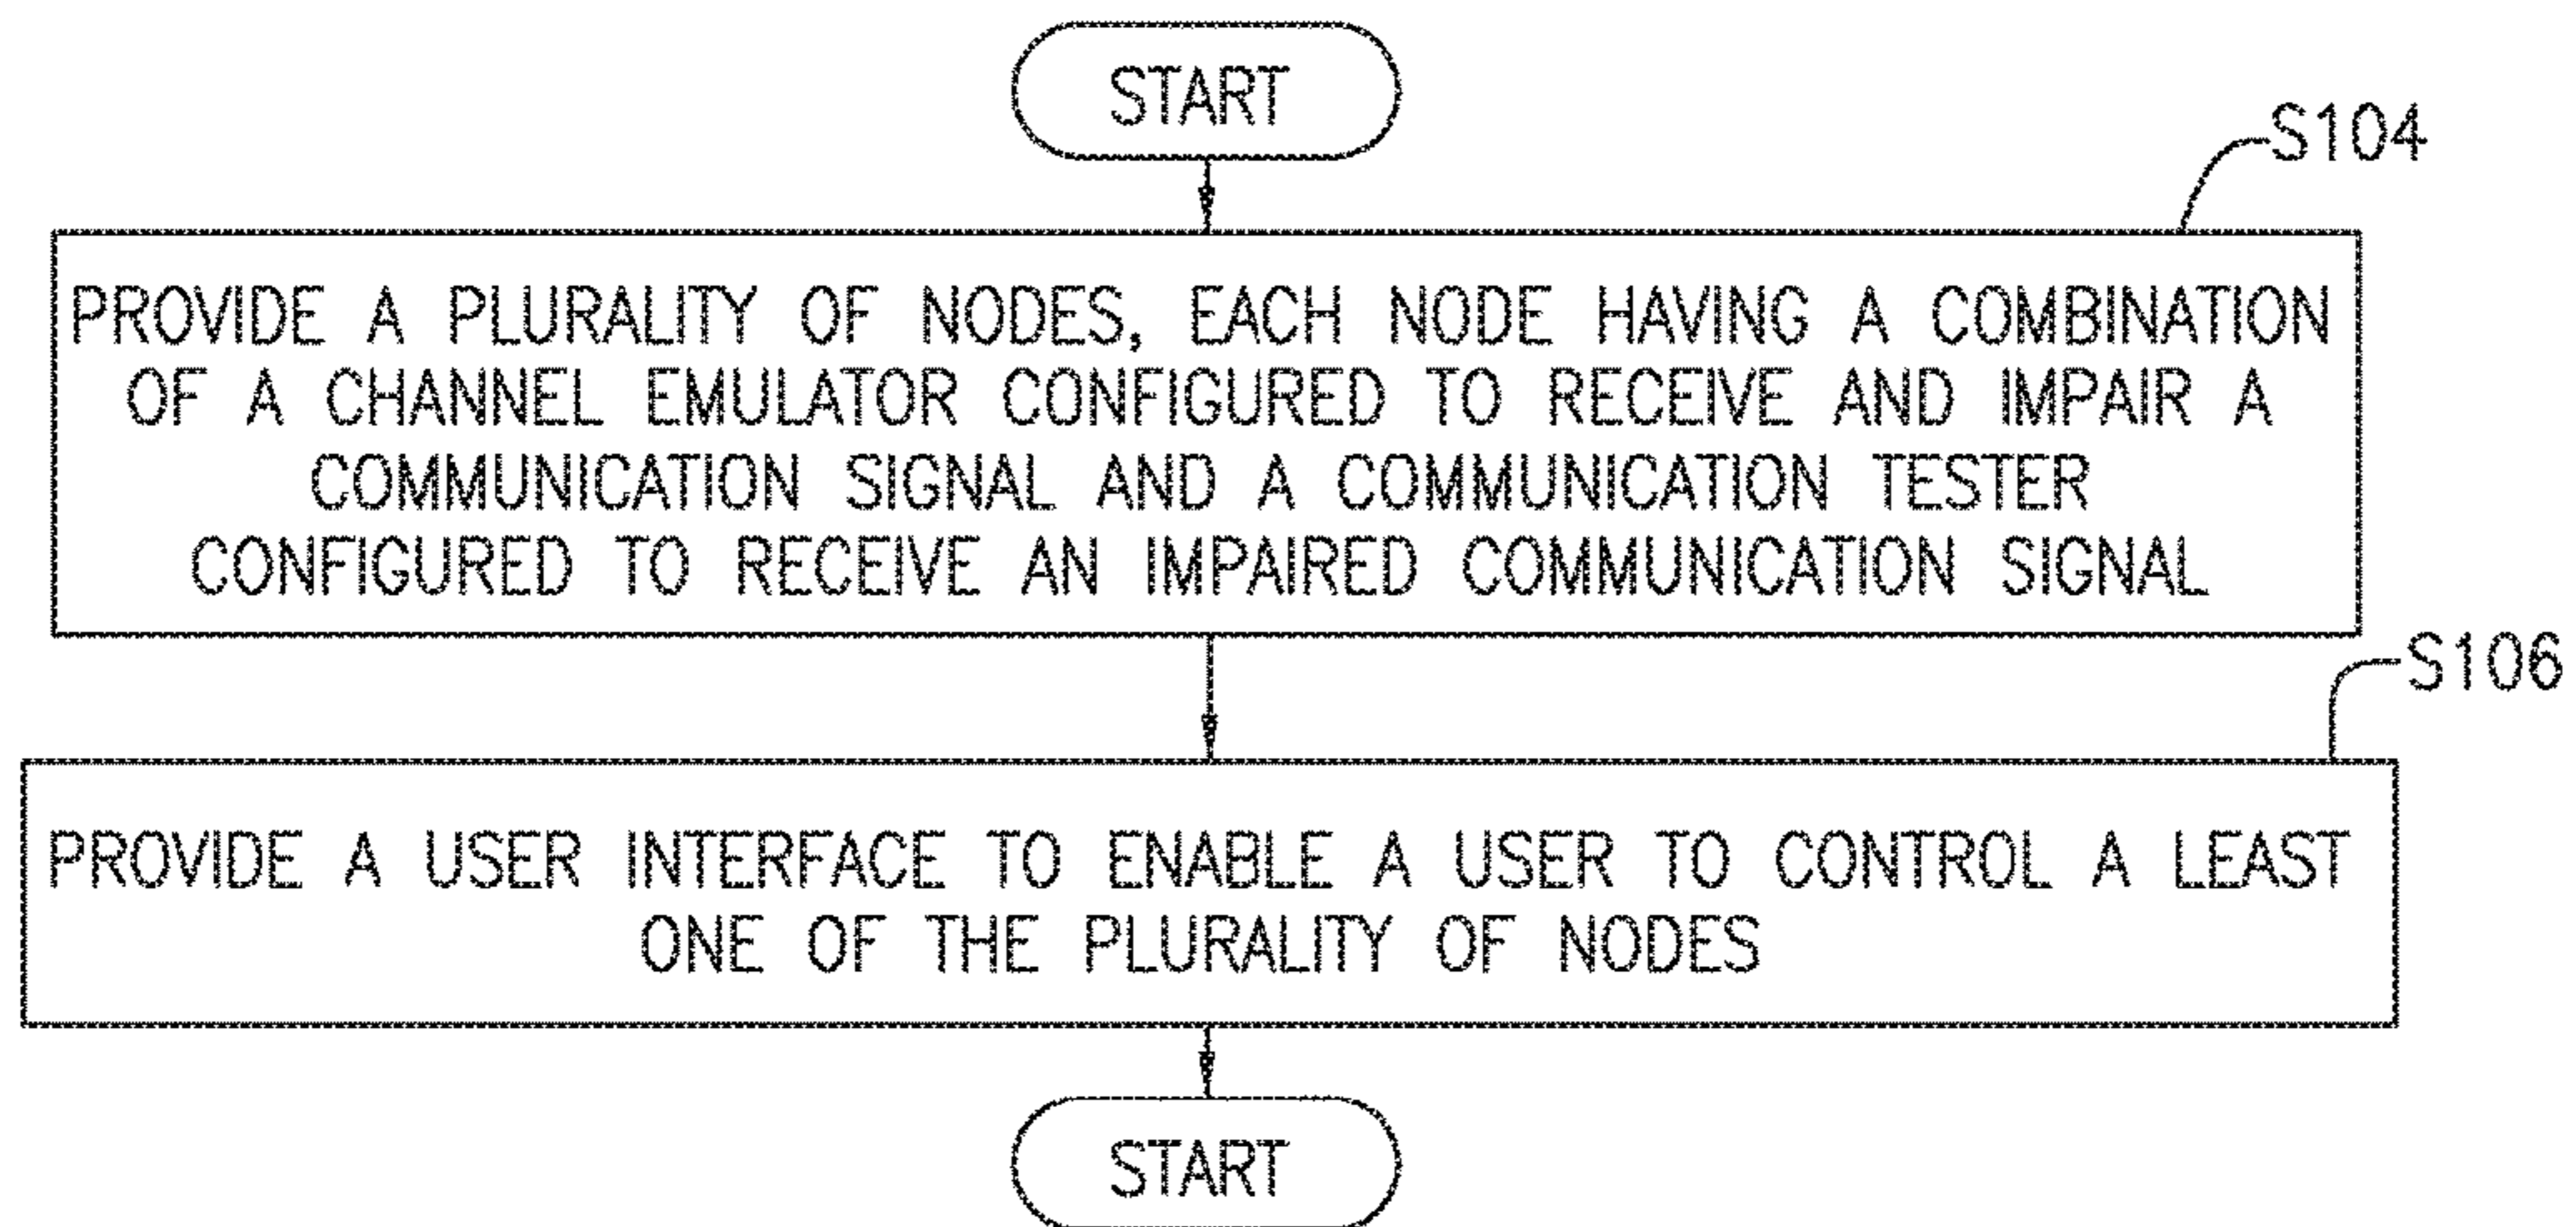 START
S104
PROVIDE A PLURALITY OF NODES, EACH NODE HAVING A COMBINATION
OF A CHANNEL EMULATOR CONFIGURED TO RECEIVE AND IMPAIR A
COMMUNICATION SIGNAL AND A COMMUNICATION TESTER
CONFIGURED TO RECEIVE AN IMPAIRED COMMUNICATION SIGNAL
S106
PROVIDE A USER INTERFACE TO ENABLE A USER TO CONTROL A LEAST
ONE OF THE PLURALITY OF NODES
START